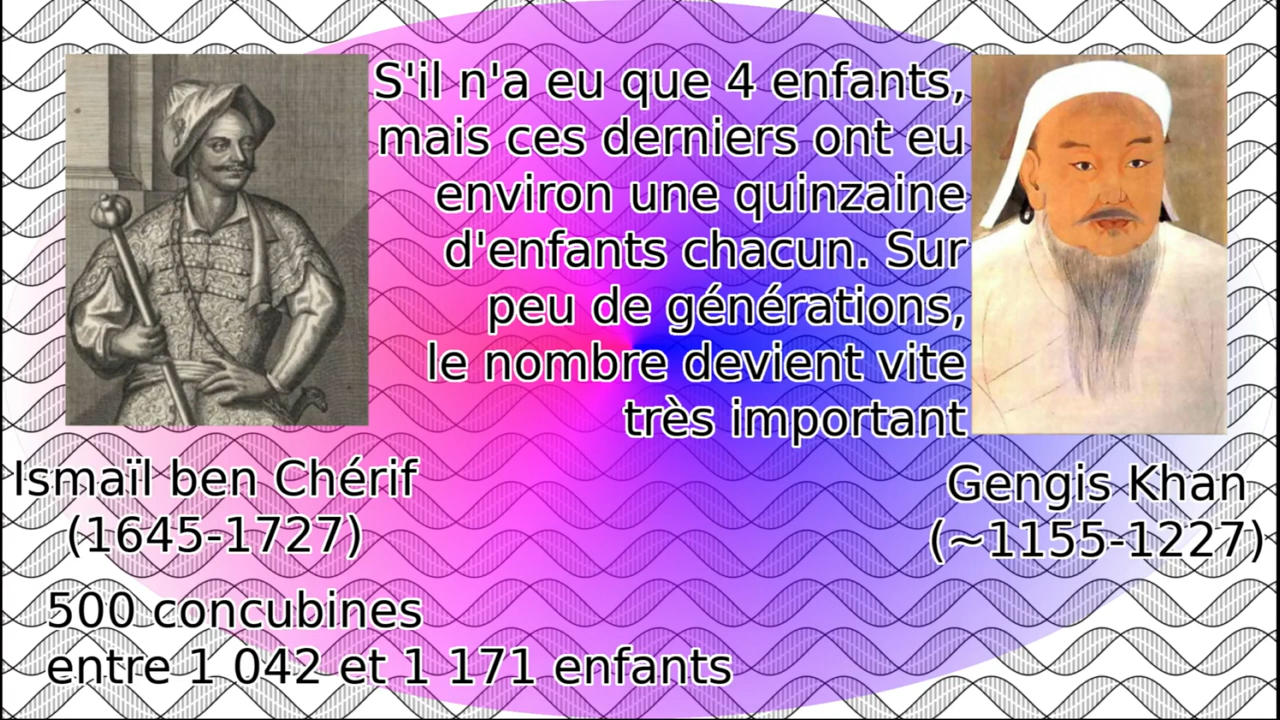 S'il n'a eu que 4 enfants,
mais ces derniers ont eu
environ une quinzaine
d'enfants chacun. Sur
peu de générations,
le nombre devient vite
très important
Ismaïl ben Chérif
(1645-1727)
Gengis Khan
(~1155-1227)
500 concubines
entre 1 042 et 1 171 enfants